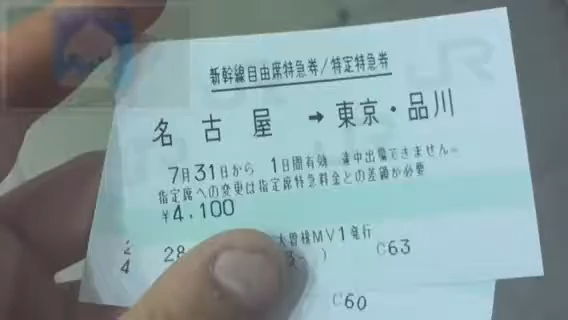 新幹線自由席特急券/特定特急券
名古屋 → 東京・品川
7月31日から 1日間有効 途中出場できません。
指定席への変更は指定席特急料金との差額が必要
¥4,100
28 大曽根MV1発行
C63
C60